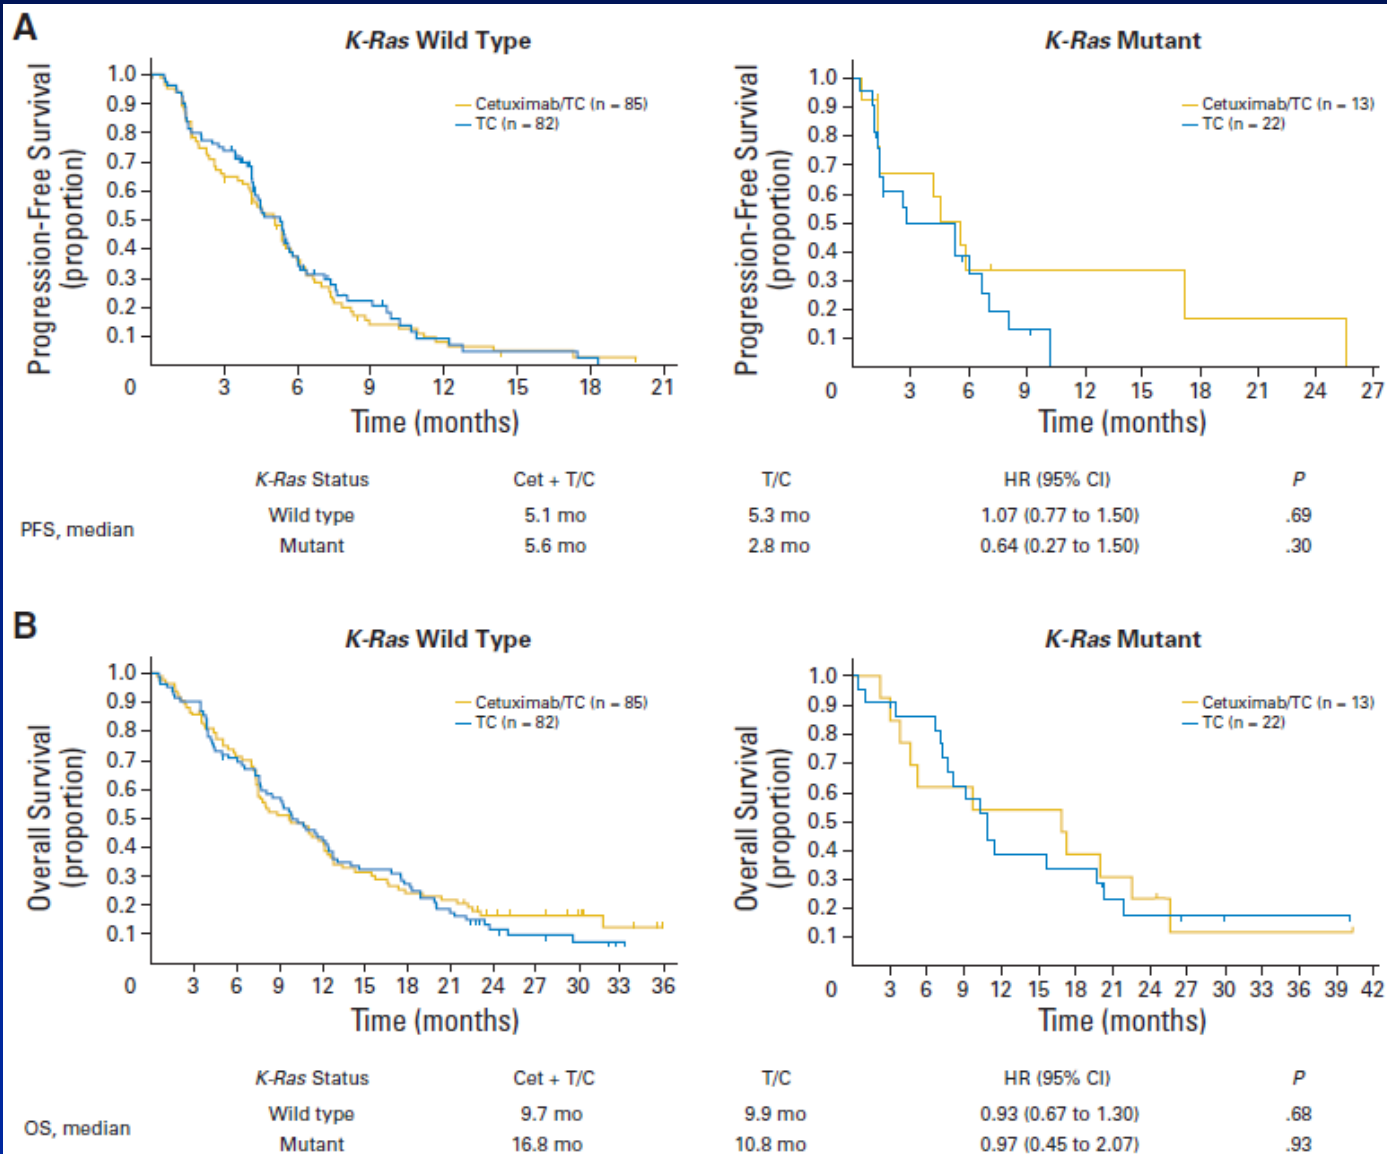 A
K-Ras Wild Type
Progression-Free Survival
(proportion)
1.0
0.9
0.8
0.7
0.6
0.5
0.4
0.3
0.2
0.1
Cetuximab/TC (n = 85)
TC (n = 82)
0 3 6 9 12 15 18 21
Time (months)
K-Ras Mutant
Progression-Free Survival
(proportion)
1.0
0.9
0.8
0.7
0.6
0.5
0.4
0.3
0.2
0.1
Cetuximab/TC (n = 13)
TC (n = 22)
0 3 6 9 12 15 18 21 24 27
Time (months)
K-Ras Status Cet + T/C T/C HR (95% CI) P
PFS, median
Wild type 5.1 mo 5.3 mo 1.07 (0.77 to 1.50) .69
Mutant 5.6 mo 2.8 mo 0.64 (0.27 to 1.50) .30
B
K-Ras Wild Type
Overall Survival
(proportion)
1.0
0.9
0.8
0.7
0.6
0.5
0.4
0.3
0.2
0.1
Cetuximab/TC (n = 85)
TC (n = 82)
0 3 6 9 12 15 18 21 24 27 30 33 36
Time (months)
K-Ras Mutant
Overall Survival
(proportion)
1.0
0.9
0.8
0.7
0.6
0.5
0.4
0.3
0.2
0.1
Cetuximab/TC (n = 13)
TC (n = 22)
0 3 6 9 12 15 18 21 24 27 30 33 36 39 42
Time (months)
K-Ras Status Cet + T/C T/C HR (95% CI) P
OS, median
Wild type 9.7 mo 9.9 mo 0.93 (0.67 to 1.30) .68
Mutant 16.8 mo 10.8 mo 0.97 (0.45 to 2.07) .93